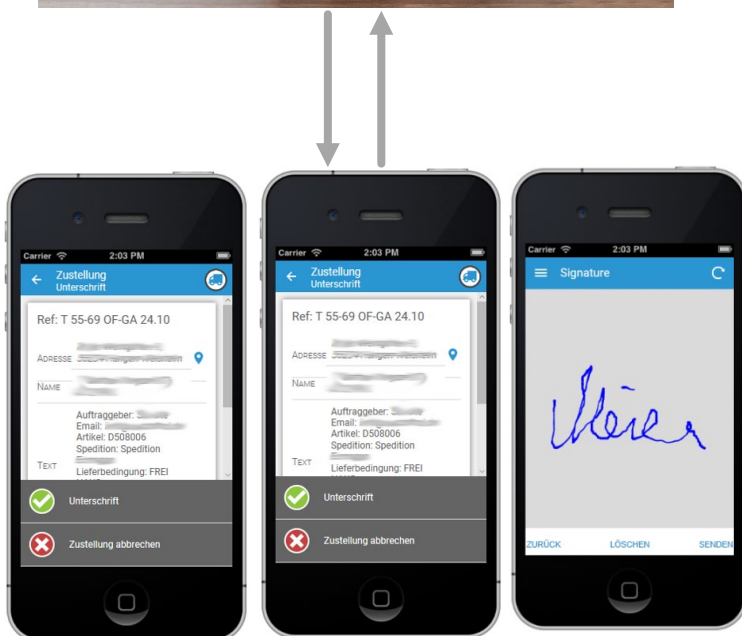 Carrier 2:03 PM
Zustellung
Unterschrift
Ref: T 55-69 OF-GA 24.10
ADRESSE
NAME
Auftraggeber:
Email:
Artikel: D508006
Spedition: Spedition
TEXT
Lieferbedingung: FREI
Unterschrift
Zustellung abbrechen
Carrier 2:03 PM
Zustellung
Unterschrift
Ref: T 55-69 OF-GA 24.10
ADRESSE
NAME
Auftraggeber:
Email:
Artikel: D508006
Spedition: Spedition
TEXT
Lieferbedingung: FREI
Unterschrift
Zustellung abbrechen
Carrier 2:03 PM
Signature
ZURÜCK LÖSCHEN SENDEN